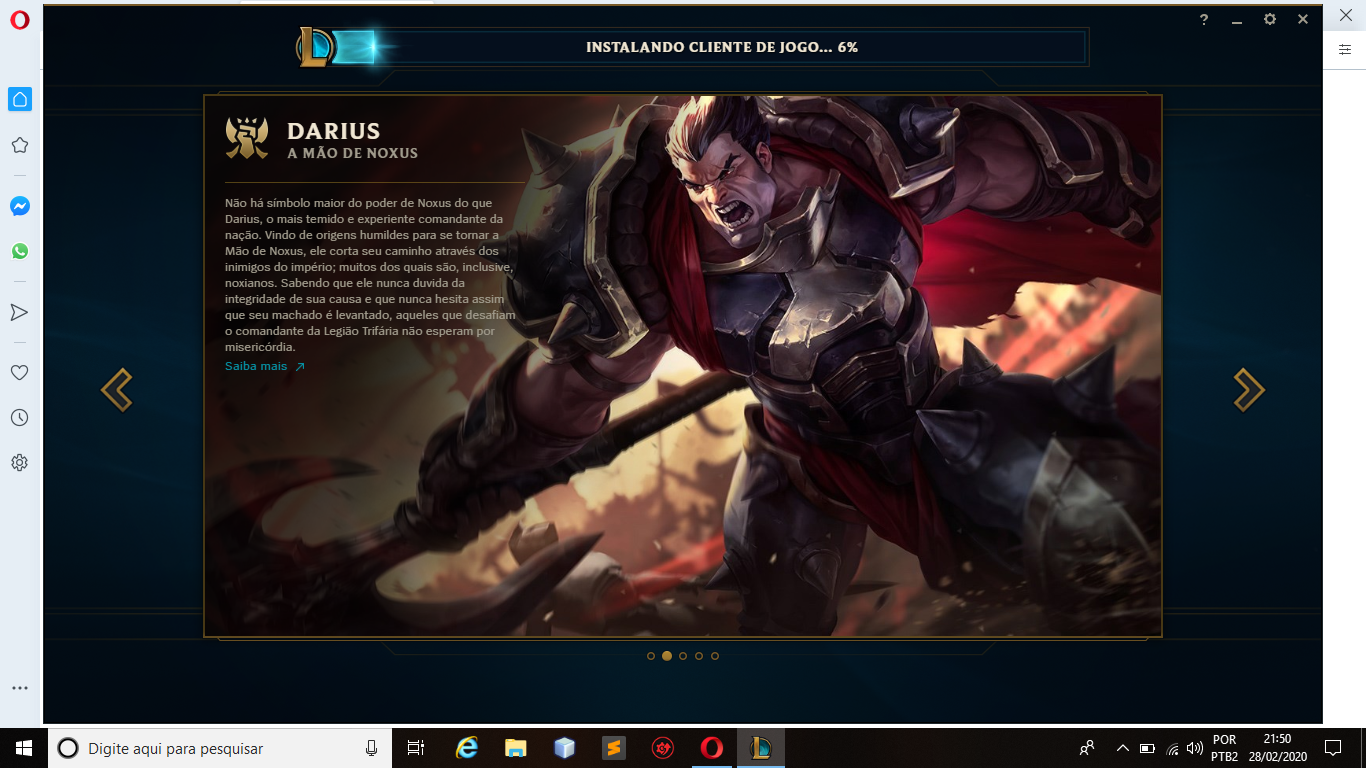 INSTALANDO CLIENTE DE JOGO... 6%
?
DARIUS
A MÃO DE NOXUS
Não há símbolo maior do poder de Noxus do que
Darius, o mais temido e experiente comandante da
nação. Vindo de origens humildes para se tornar a
Mão de Noxus, ele corta seu caminho através dos
inimigos do império; muitos dos quais são, inclusive,
noxianos. Sabendo que ele nunca duvida da
integridade de sua causa e que nunca hesita assim
que seu machado é levantado, aqueles que desafiam
o comandante da Legião Trifária não esperam por
misericórdia.
Saiba mais
Digite aqui para pesquisar
POR
PTB2
21:50
28/02/2020